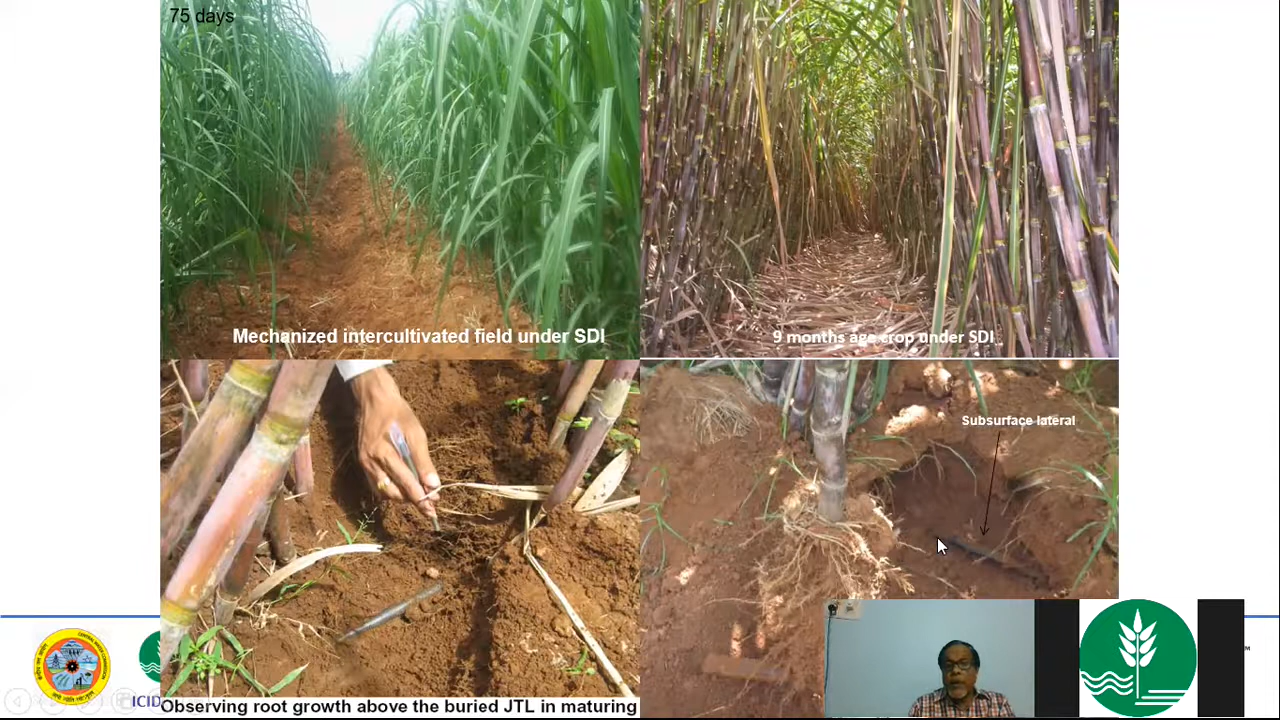 75 days
Mechanized intercultivated field under SDI
9 months age crop under SDI
Subsurface lateral
Observing root growth above the buried JTL in maturing
ICID